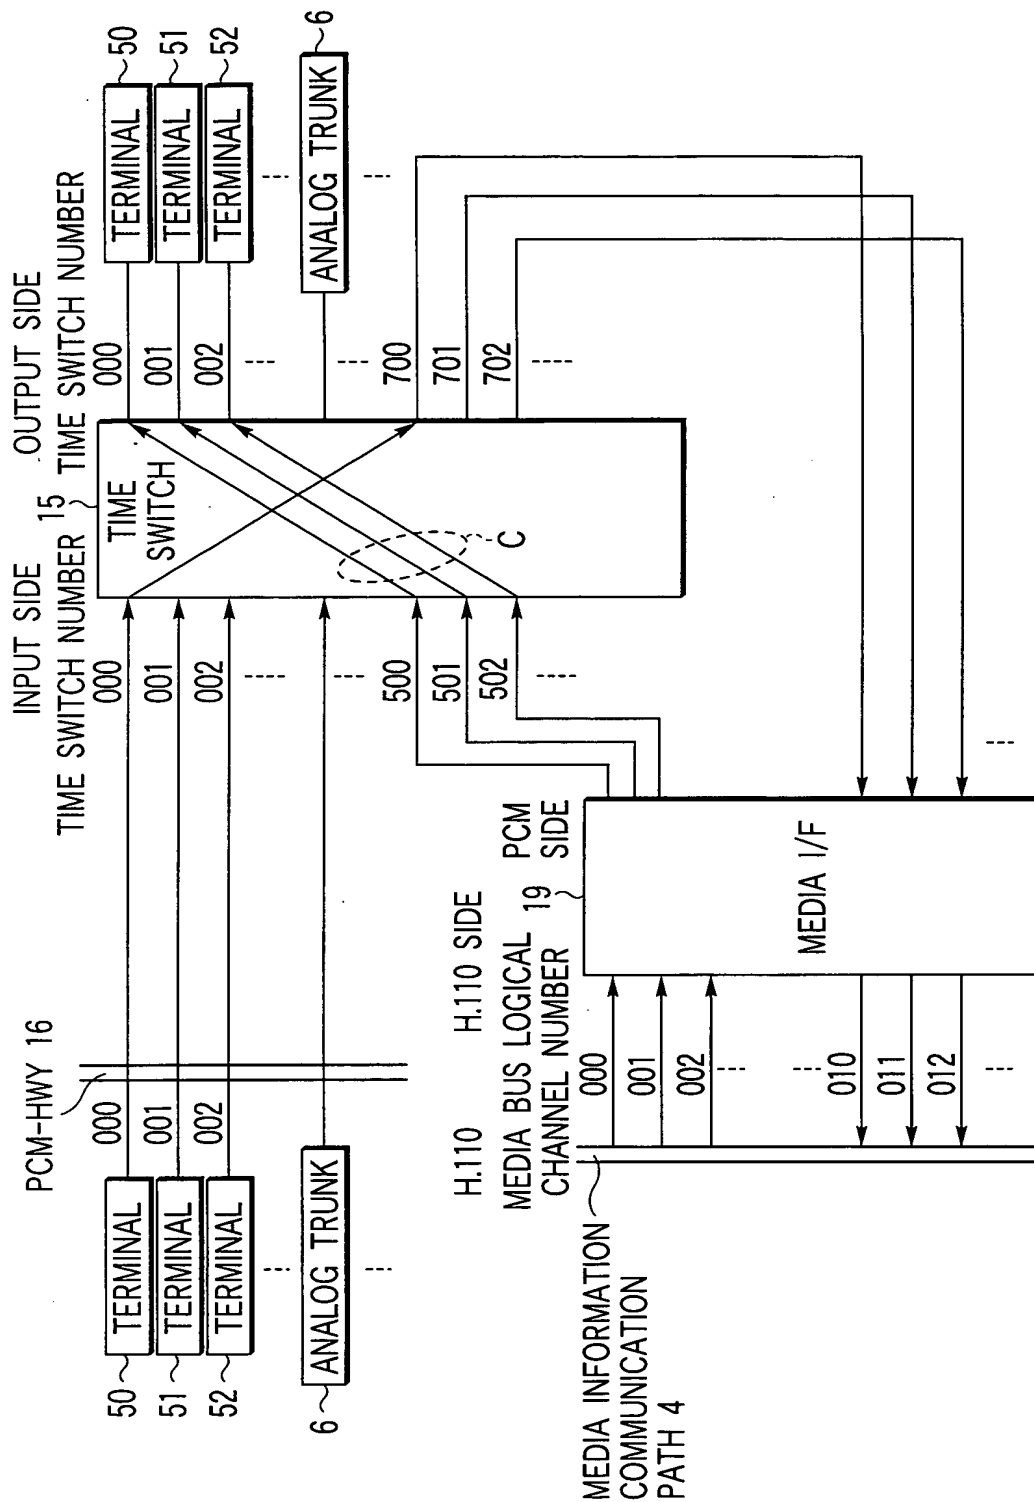 INPUT SIDE
TIME SWITCH NUMBER
15
OUTPUT SIDE
TIME SWITCH NUMBER
PCM-HWY 16
50
TERMINAL
000
000
TIME
SWITCH
000
TERMINAL
50
51
TERMINAL
001
001
001
TERMINAL
51
52
TERMINAL
002
002
002
TERMINAL
52
6
ANALOG TRUNK
ANALOG TRUNK
6
500
501
502
C
700
701
702
H.110
MEDIA BUS LOGICAL
CHANNEL NUMBER
H.110 SIDE
19
PCM
SIDE
MEDIA INFORMATION
COMMUNICATION
PATH 4
000
001
002
010
011
012
MEDIA I/F